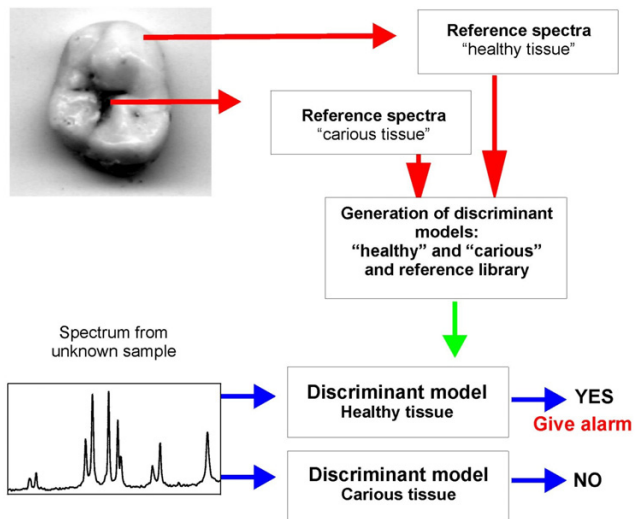 Reference spectra
“healthy tissue”
Reference spectra
“carious tissue”
Generation of discriminant
models:
“healthy” and “carious”
and reference library
Spectrum from
unknown sample
Discriminant model
Healthy tissue
YES
Give alarm
Discriminant model
Carious tissue
NO